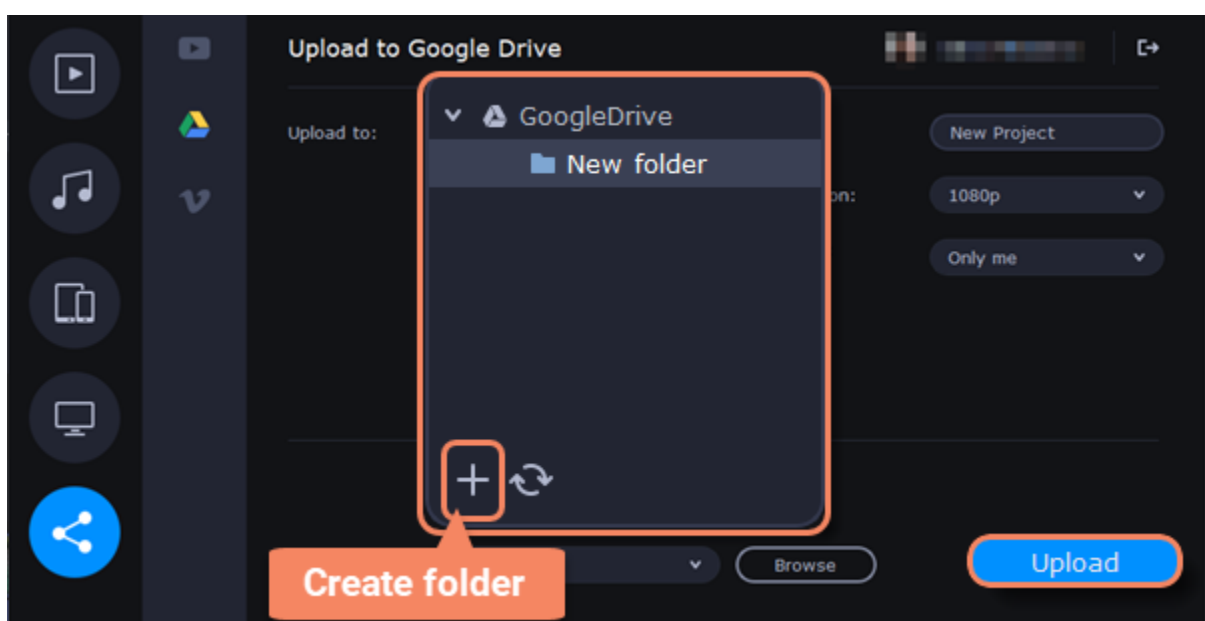 Upload to Google Drive
GoogleDrive
Upload to:
New Project
New folder
on:
1080p
Only me
Browse
Upload
Create folder